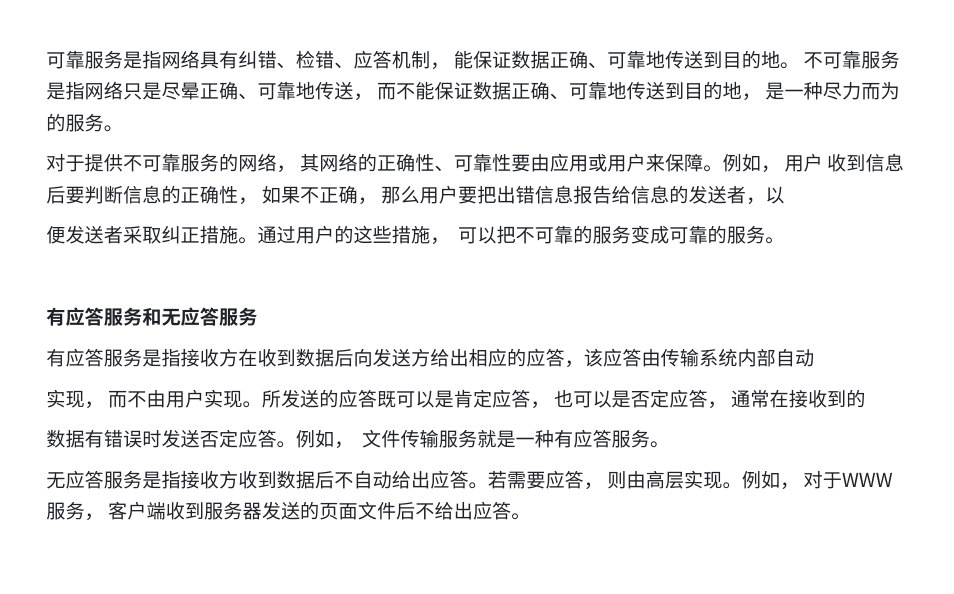 可靠服务是指网络具有纠错、检错、应答机制， 能保证数据正确、可靠地传送到目的地。 不可靠服务
是指网络只是尽晕正确、可靠地传送， 而不能保证数据正确、可靠地传送到目的地， 是一种尽力而为
的服务。
对于提供不可靠服务的网络， 其网络的正确性、可靠性要由应用或用户来保障。例如， 用户 收到信息
后要判断信息的正确性， 如果不正确， 那么用户要把出错信息报告给信息的发送者，以
便发送者采取纠正措施。通过用户的这些措施， 可以把不可靠的服务变成可靠的服务。
有应答服务和无应答服务
有应答服务是指接收方在收到数据后向发送方给出相应的应答，该应答由传输系统内部自动
实现， 而不由用户实现。所发送的应答既可以是肯定应答， 也可以是否定应答， 通常在接收到的
数据有错误时发送否定应答。例如， 文件传输服务就是一种有应答服务。
无应答服务是指接收方收到数据后不自动给出应答。若需要应答， 则由高层实现。例如， 对于WWW
服务， 客户端收到服务器发送的页面文件后不给出应答。